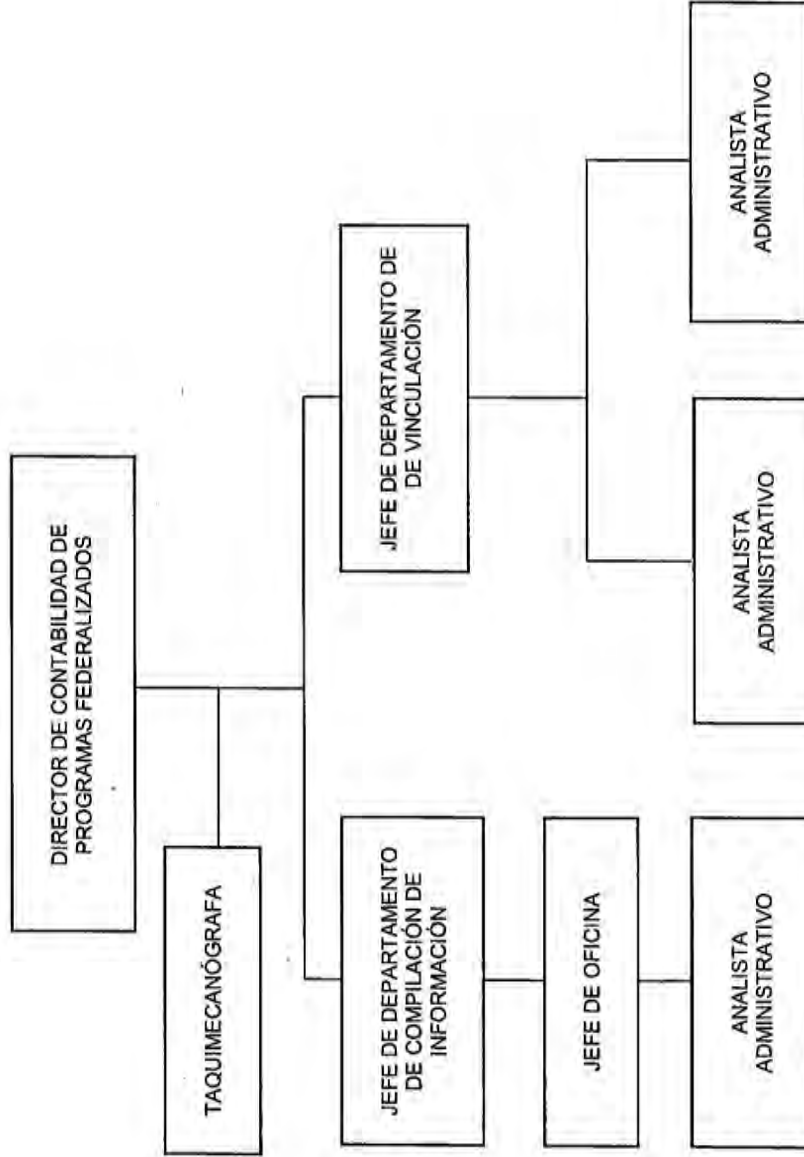 DIRECTOR DE CONTABILIDAD DE
PROGRAMAS FEDERALIZADOS
TAQUIMECANÓGRAFA
JEFE DE DEPARTAMENTO
DE COMPILACIÓN DE
INFORMACIÓN
JEFE DE DEPARTAMENTO DE
DE VINCULACIÓN
JEFE DE OFICINA
ANALISTA
ADMINISTRATIVO
ANALISTA
ADMINISTRATIVO
ANALISTA
ADMINISTRATIVO